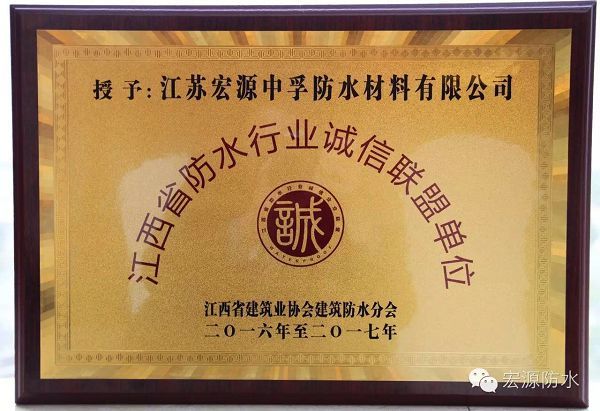 授予:江苏宏源中孚防水材料有限公司
江西省防水行业诚信联盟单位
誠
WATERPROOF
江西省建筑业协会建筑防水分会
二〇一六年至二〇一七年
宏源防水